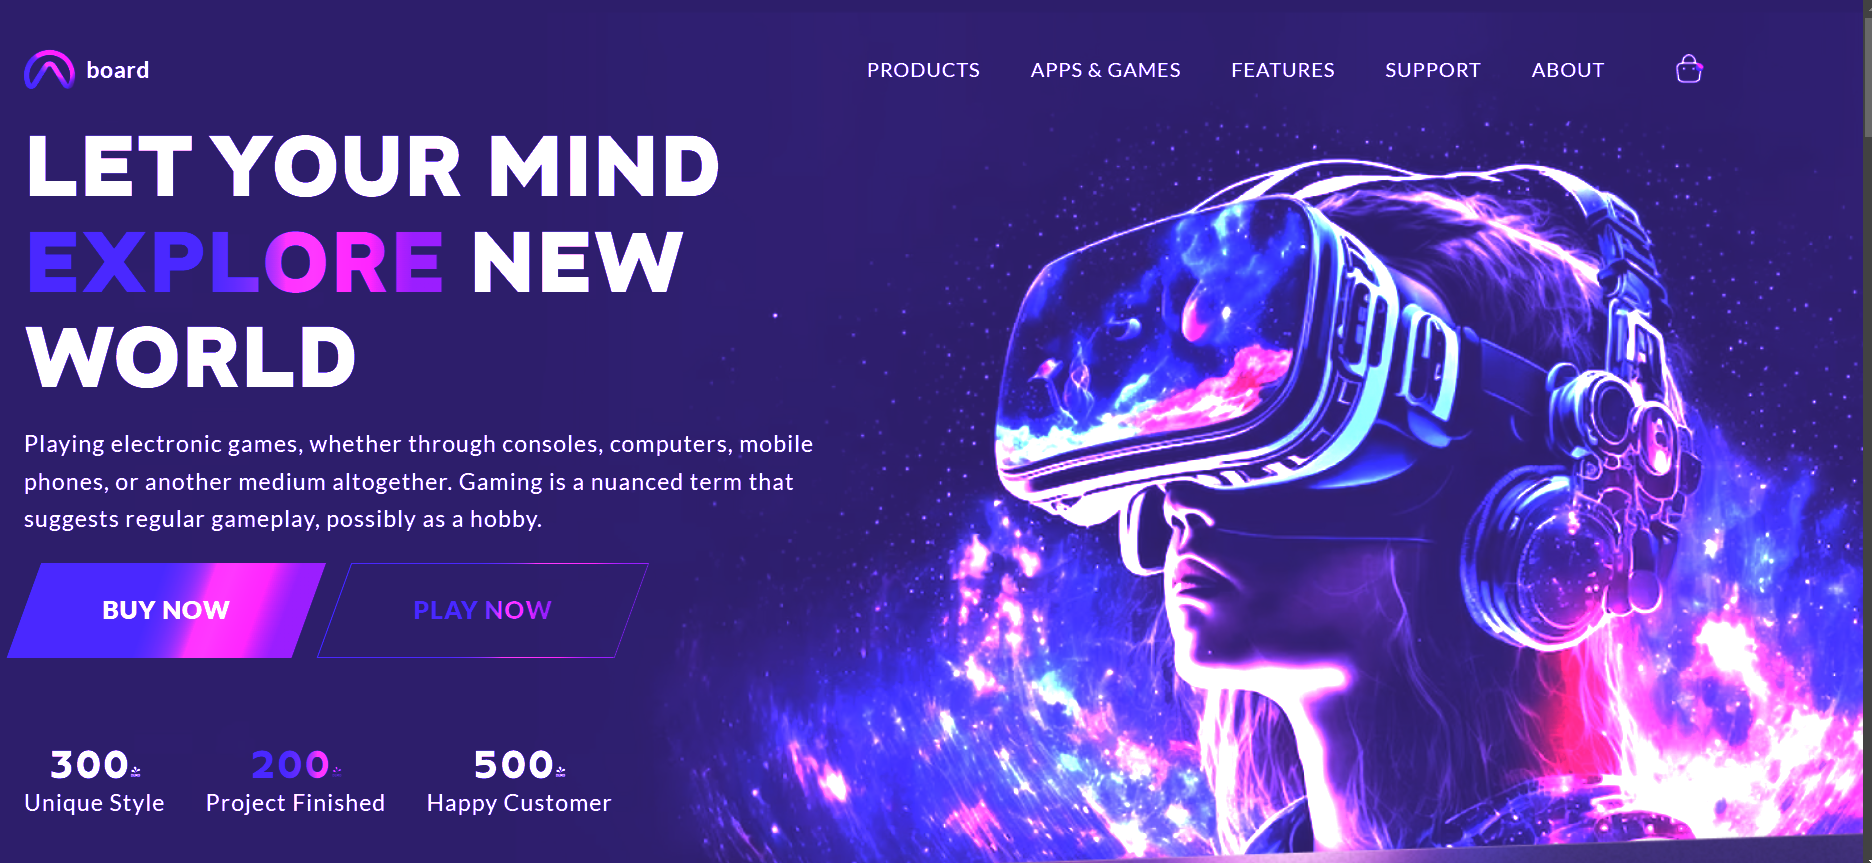 board
PRODUCTS APPS & GAMES FEATURES SUPPORT ABOUT
LET YOUR MIND
EXPLORE NEW
WORLD
Playing electronic games, whether through consoles, computers, mobile
phones, or another medium altogether. Gaming is a nuanced term that
suggests regular gameplay, possibly as a hobby.
BUY NOW PLAY NOW
300 200 500
Unique Style Project Finished Happy Customer